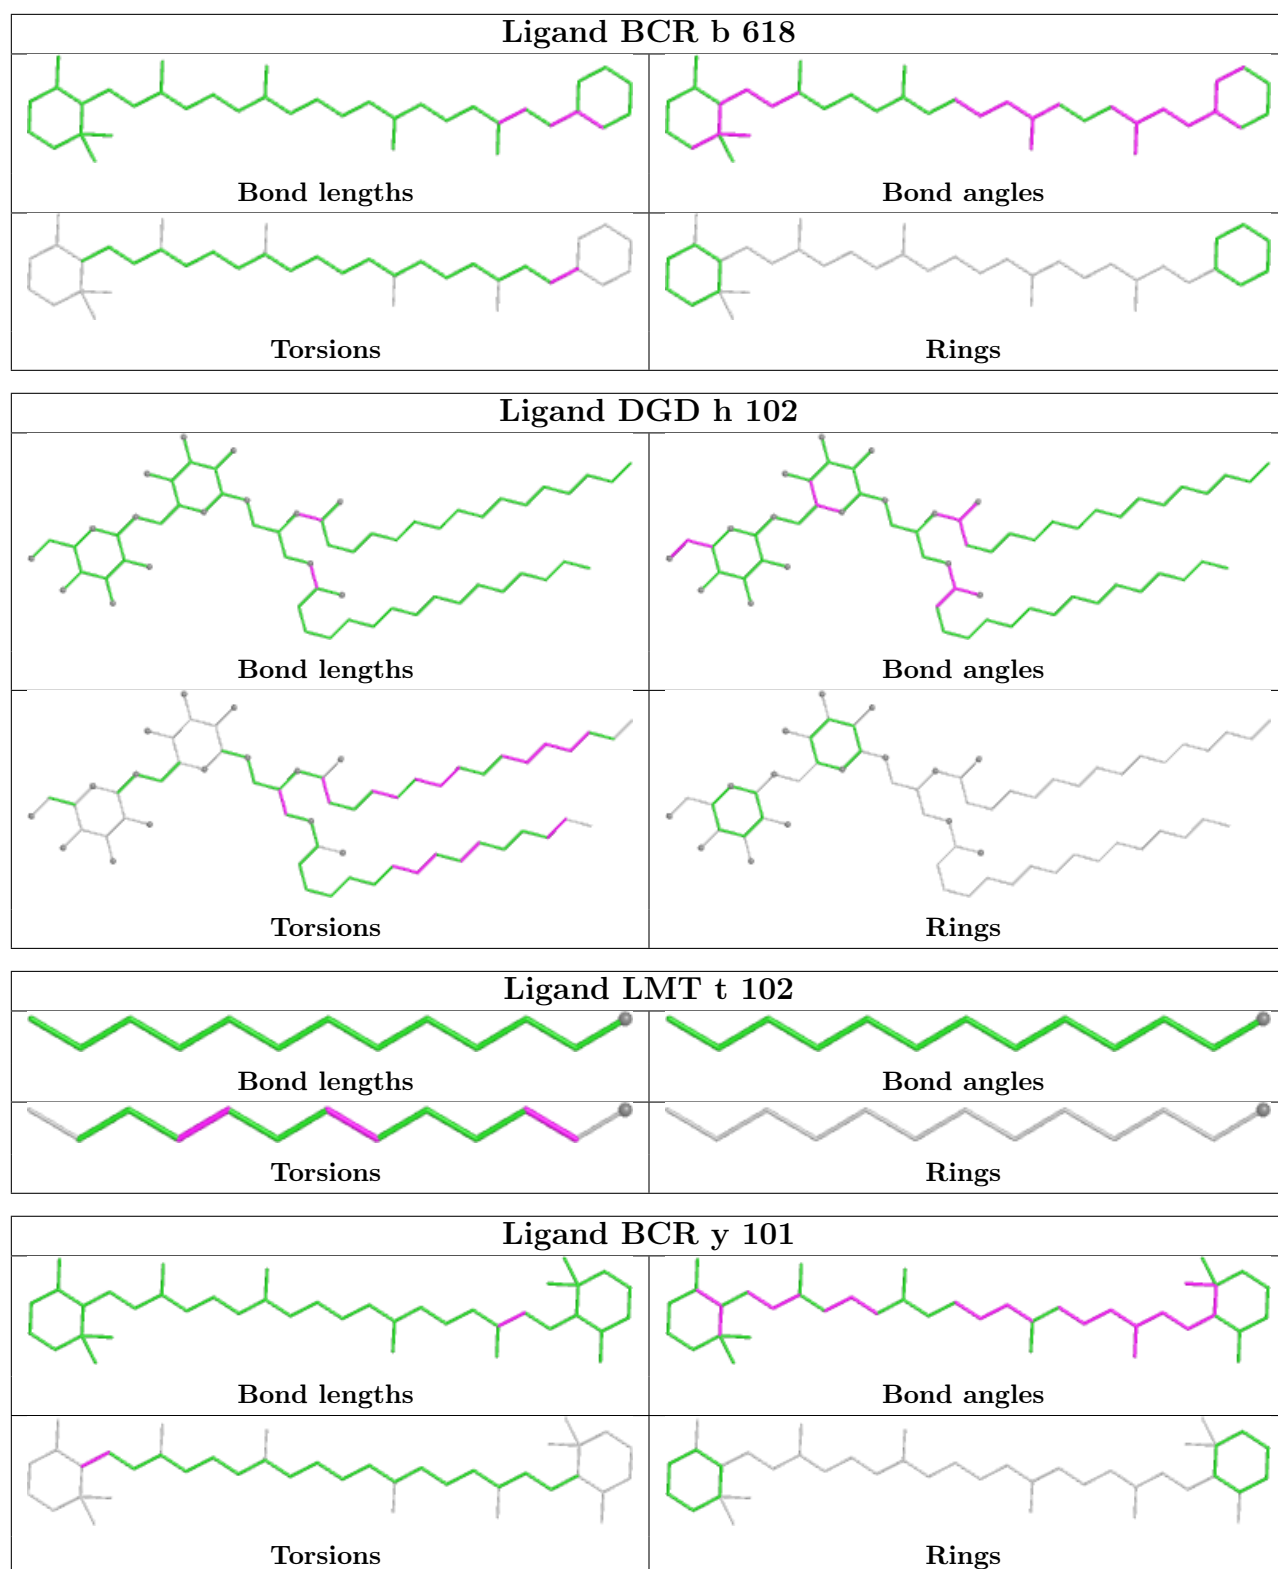 Ligand BCR b 618
Bond lengths
Bond angles
Torsions
Rings
Ligand DGD h 102
Bond lengths
Bond angles
Torsions
Rings
Ligand LMT t 102
Bond lengths
Bond angles
Torsions
Rings
Ligand BCR y 101
Bond lengths
Bond angles
Torsions
Rings